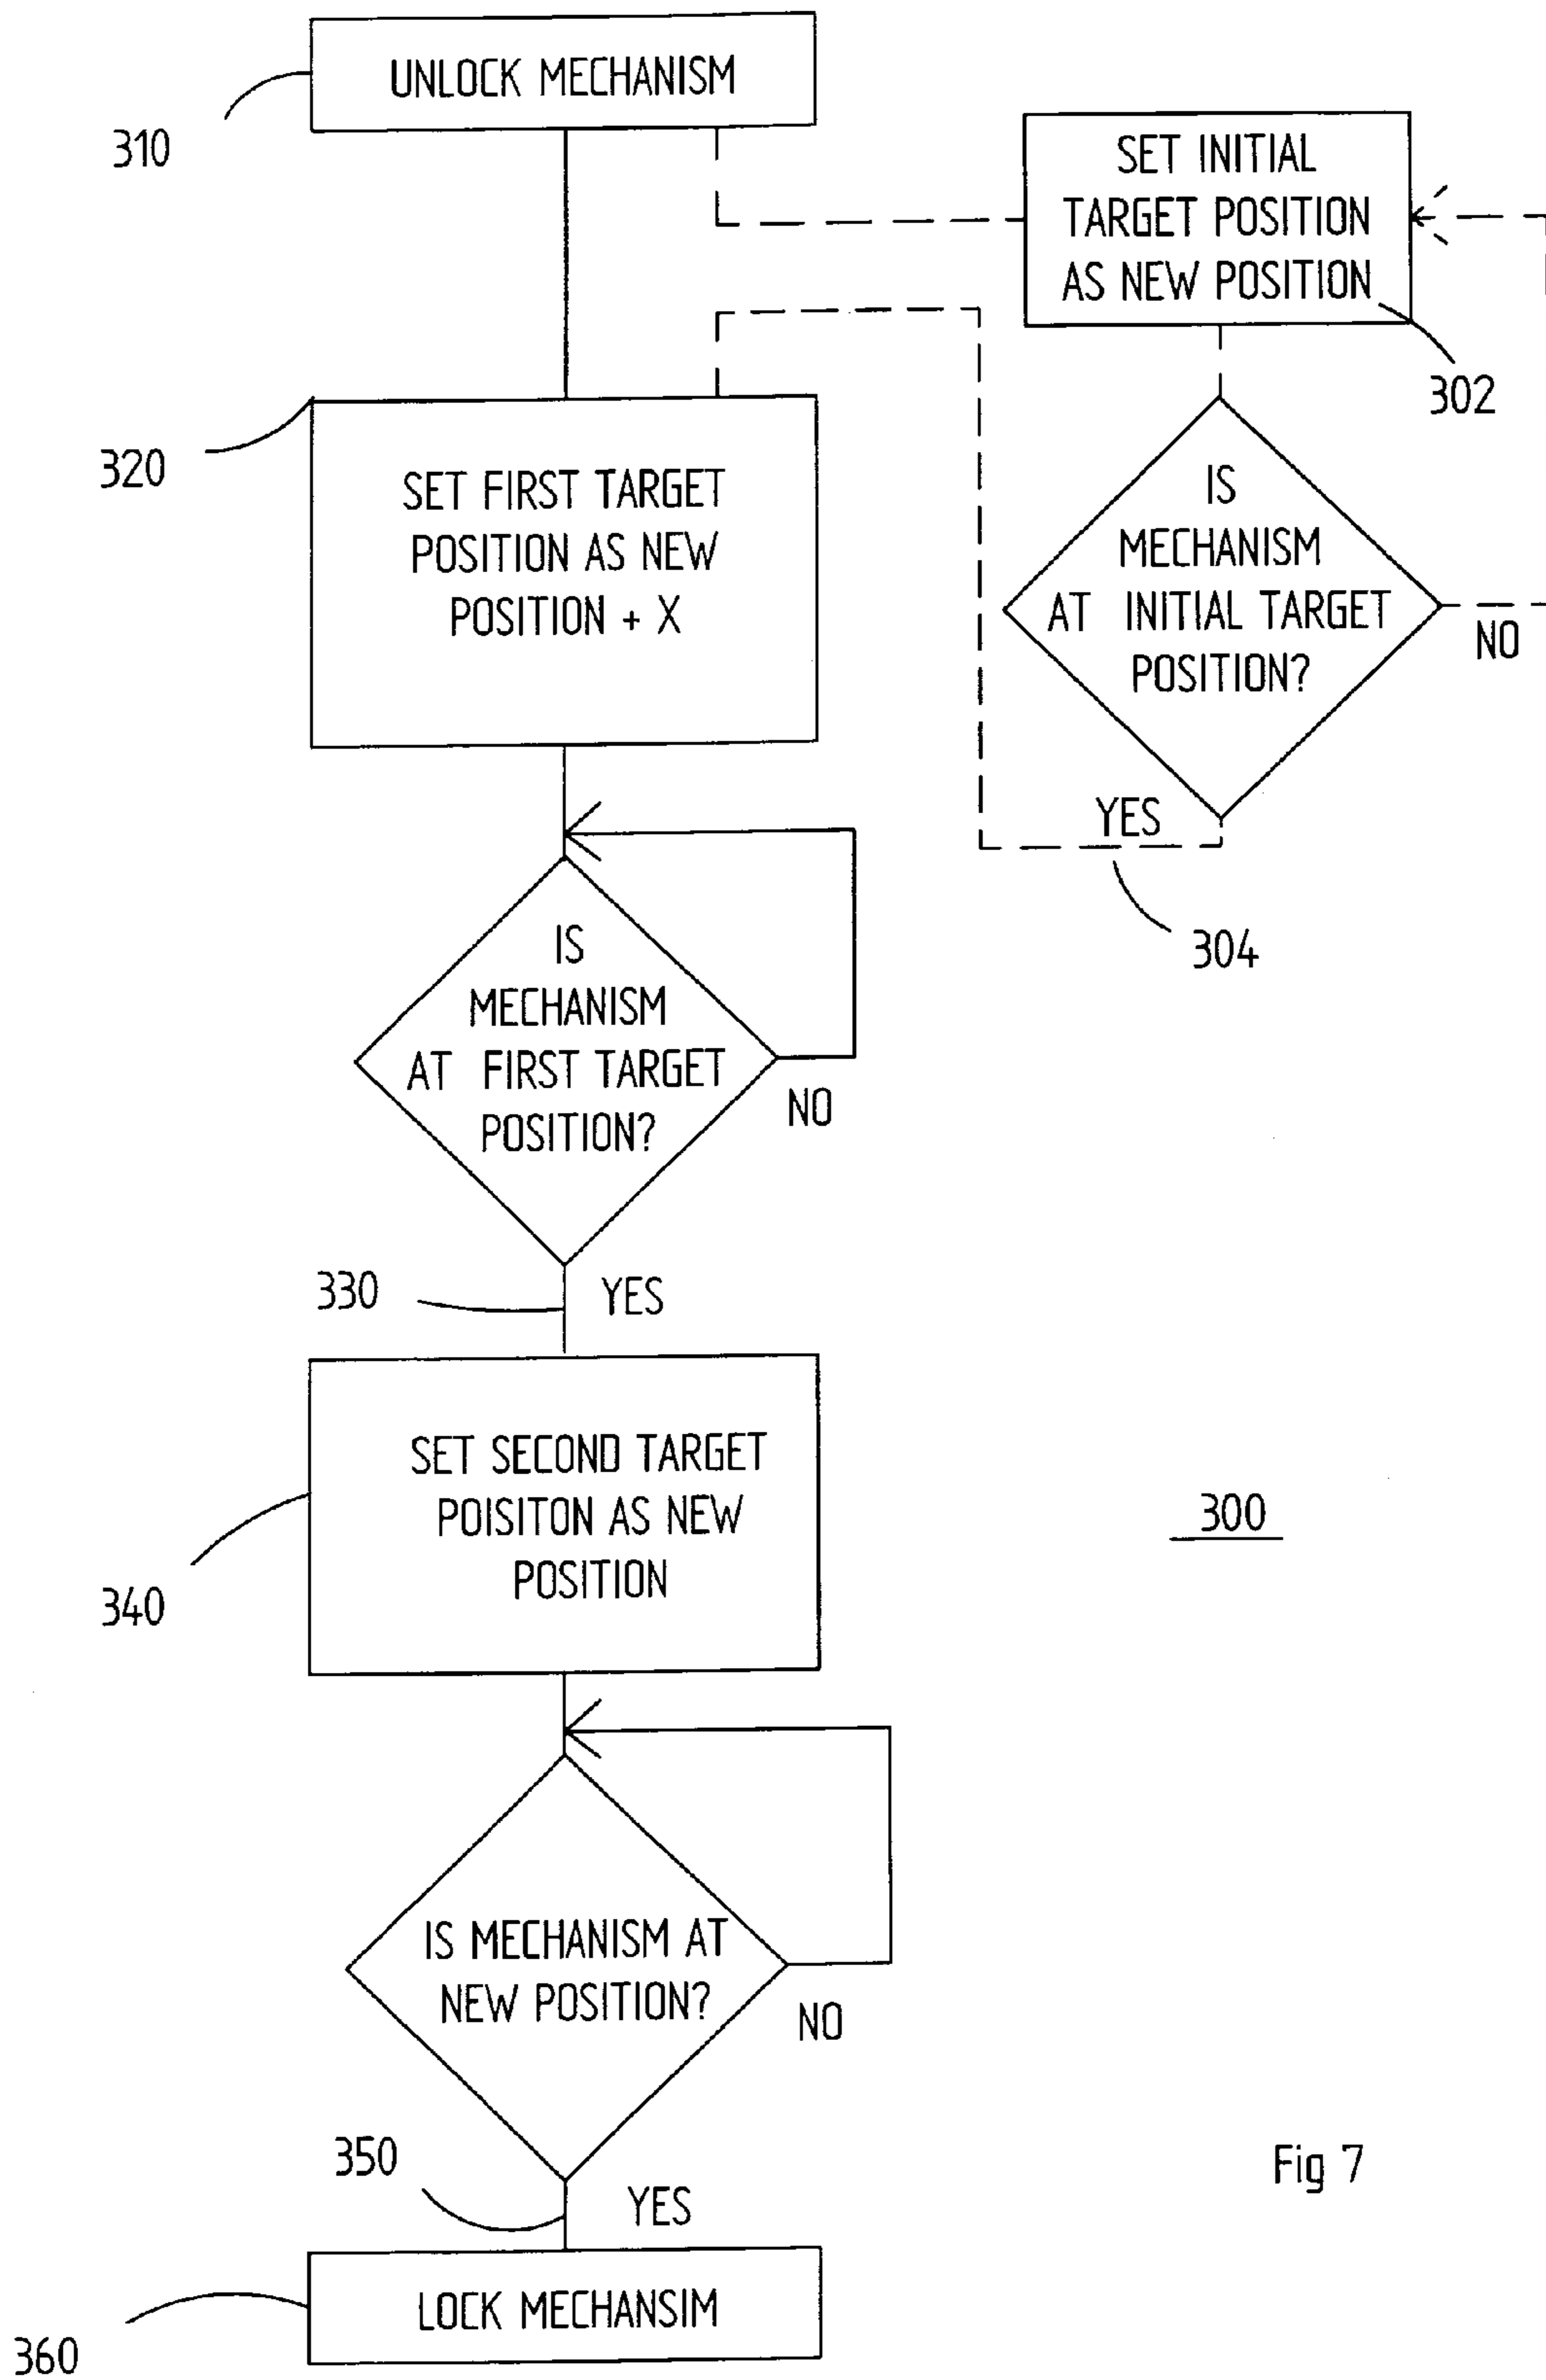 UNLOCK MECHANISM
310
SET INITIAL
TARGET POSITION
AS NEW POSITION
302
320
SET FIRST TARGET
POSITION AS NEW
POSITION + X
IS
MECHANISM
AT INITIAL TARGET
POSITION?
NO
YES
304
IS
MECHANISM
AT FIRST TARGET
POSITION?
NO
330
YES
SET SECOND TARGET
POISITON AS NEW
POSITION
340
300
IS MECHANISM AT
NEW POSITION?
NO
350
YES
Fig 7
LOCK MECHANSIM
360